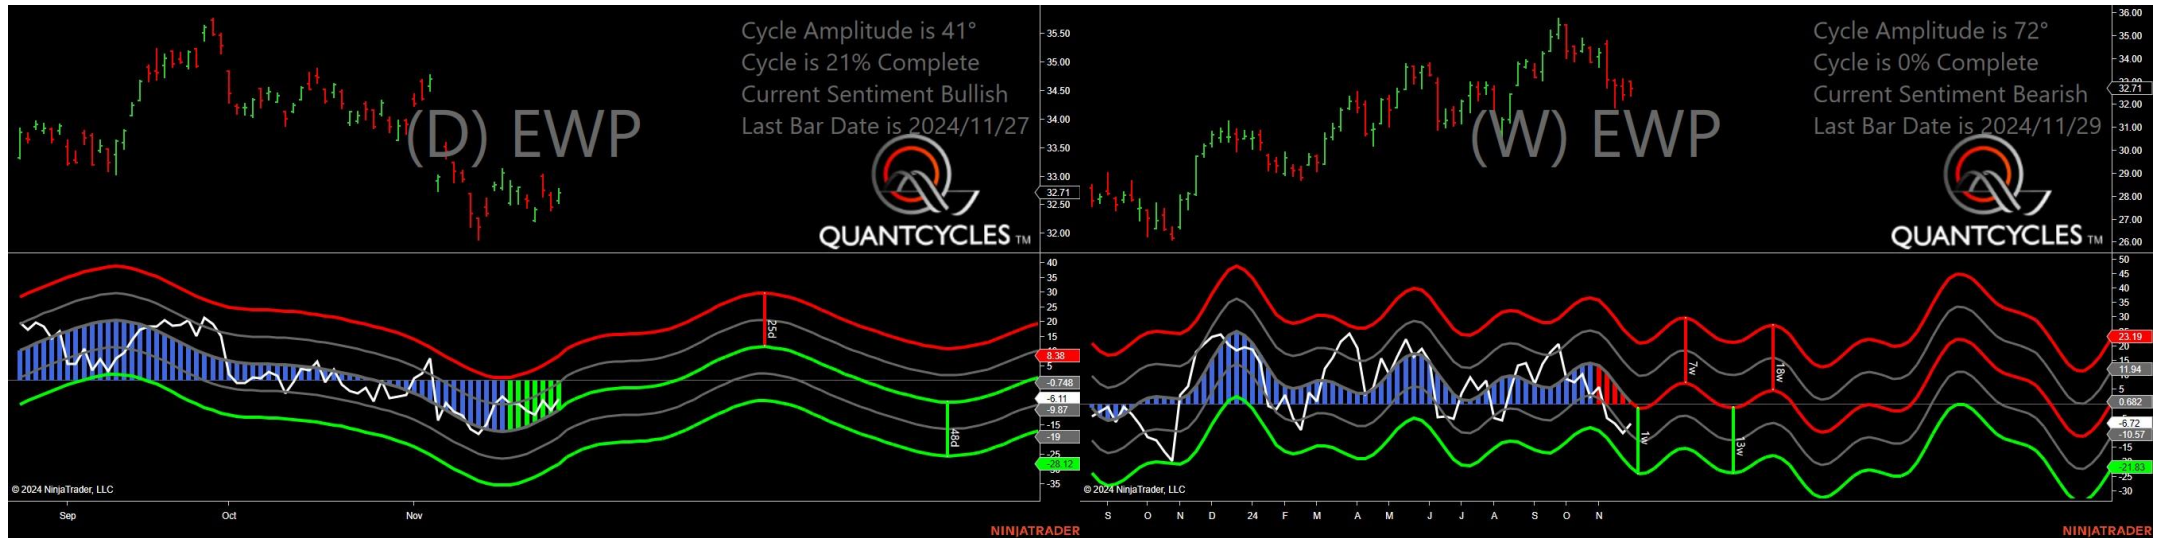 Cycle Amplitude is 41°
Cycle is 21% Complete
Current Sentiment Bullish
Last Bar Date is 2024/11/27
(D) EWP
QUANTCYCLES TM
35.50
35.00
34.50
34.00
33.50
33.00
32.71
32.50
32.00
40
35
30
25
20
15
8.38
5
-0.748
-6.11
-9.87
-15
-19
-25
-28.12
-35
25d
48d
© 2024 NinjaTrader, LLC
Sep Oct Nov
NINJATRADER
Cycle Amplitude is 72°
Cycle is 0% Complete
Current Sentiment Bearish
Last Bar Date is 2024/11/29
(W) EWP
QUANTCYCLES TM
36.00
35.00
34.00
32.71
32.00
31.00
30.00
29.00
28.00
27.00
26.00
50
45
40
35
30
23.19
20
11.94
5
0.682
-6.72
-10.57
-15
-21.83
-25
-30
7w
18w
1w
13w
© 2024 NinjaTrader, LLC
S O N D 24 F M A M J J A S O N
NINJATRADER